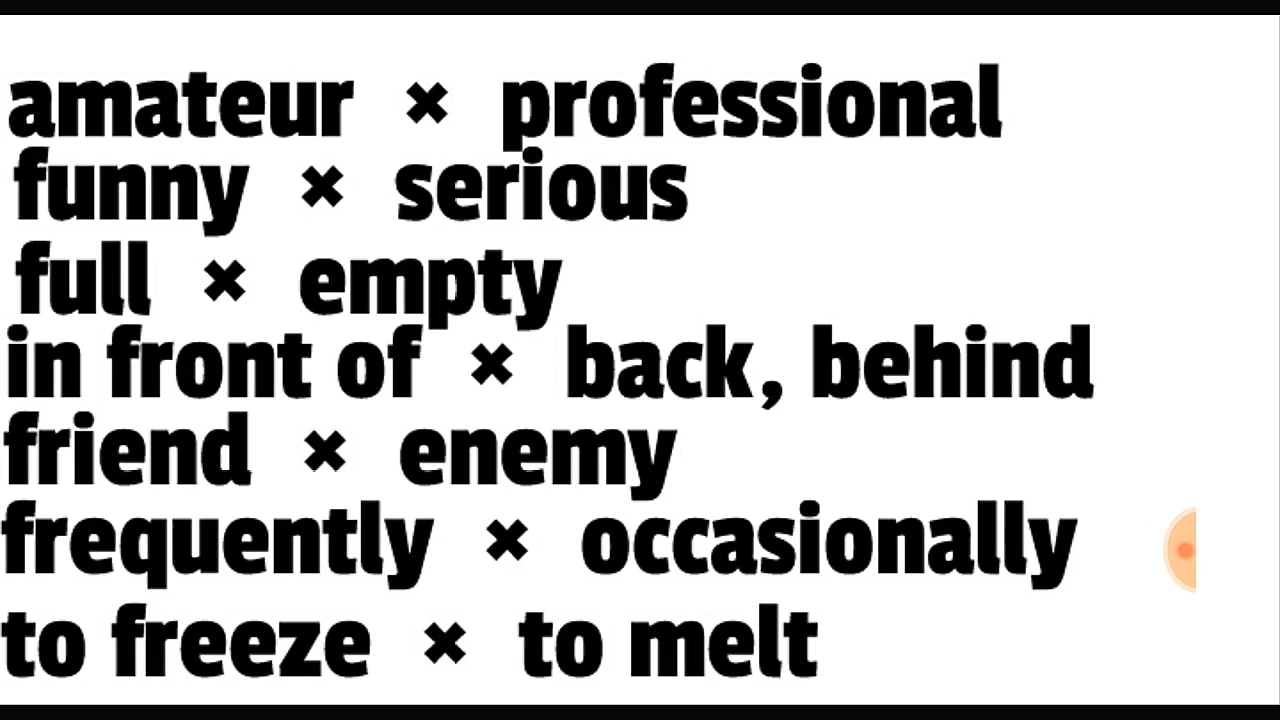 amateur × professional
funny × serious
full × empty
in front of × back, behind
friend × enemy
frequently × occasionally
to freeze × to melt